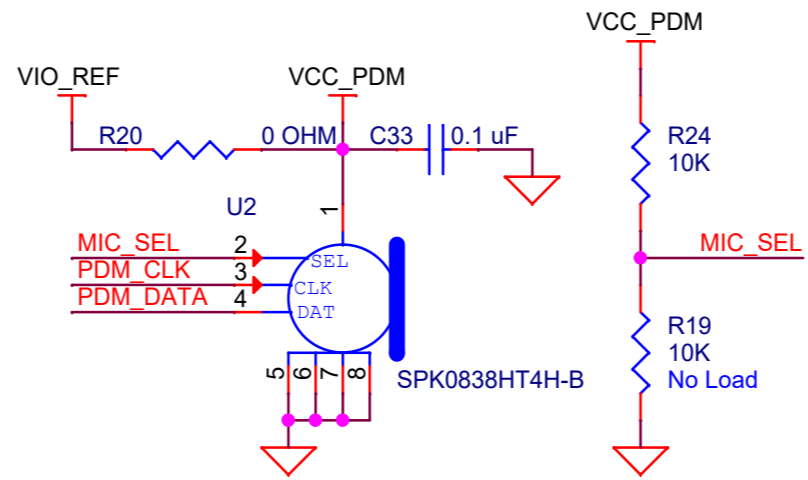 VCC_PDM
VIO_REF
VCC_PDM
R20
0 OHM
C33
0.1 uF
R24
10K
U2
1
MIC_SEL
2
SEL
MIC_SEL
PDM_CLK
3
CLK
PDM_DATA
4
DAT
R19
10K
No Load
5
6
7
8
SPK0838HT4H-B